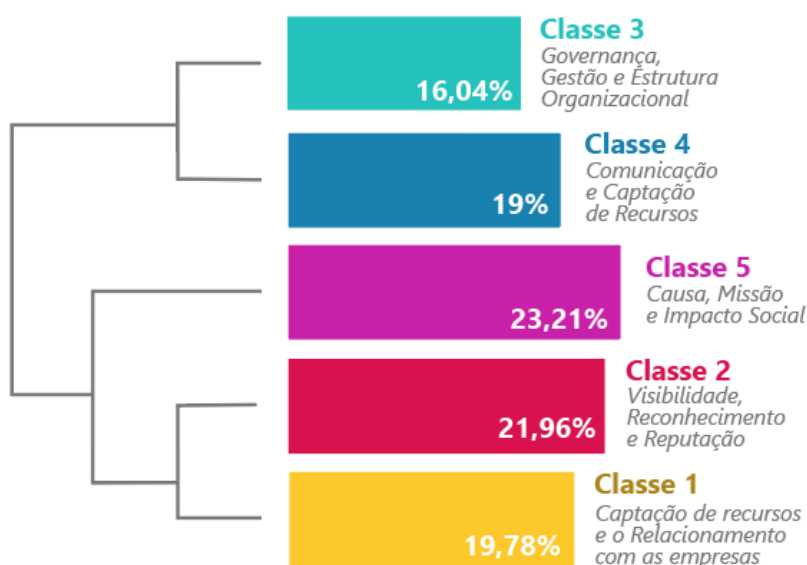 Classe 3
Governança,
Gestão e Estrutura
Organizacional
16,04%
Classe 4
Comunicação
e Captação
de Recursos
19%
Classe 5
Causa, Missão
e Impacto Social
23,21%
Classe 2
Visibilidade,
Reconhecimento
e Reputação
21,96%
Classe 1
Captação de recursos
e o Relacionamento
com as empresas
19,78%